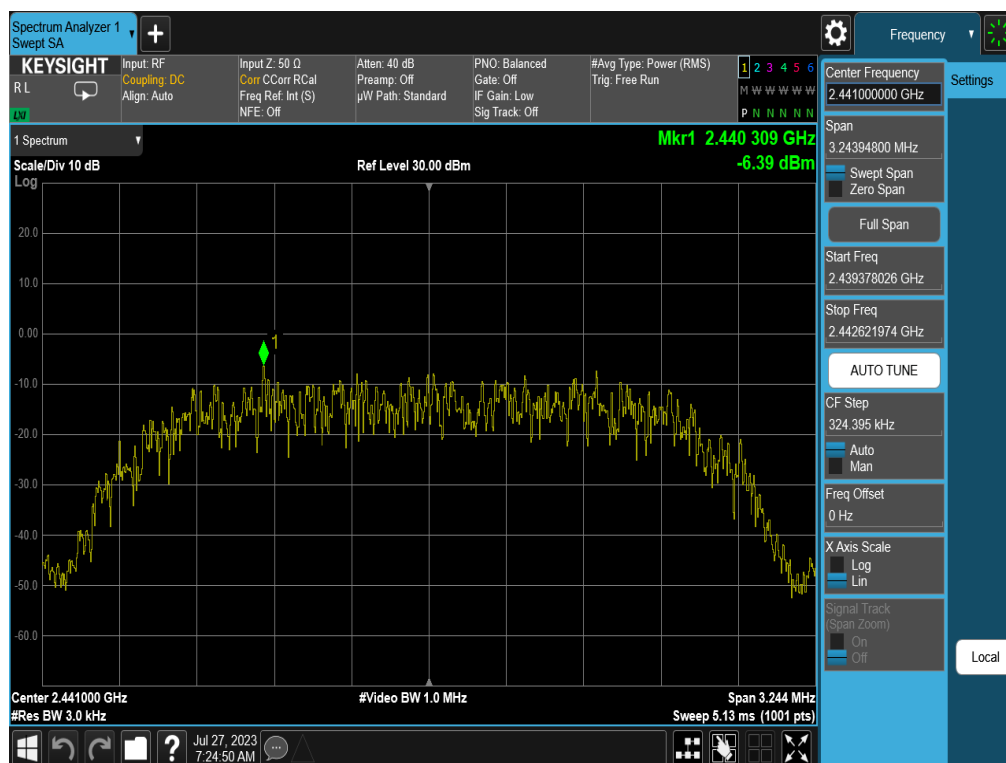 Spectrum Analyzer 1
Swept SA
+
Frequency
KEYSIGHT
R L
LXI
Input: RF
Coupling: DC
Align: Auto
Input Z: 50 Ω
Corr CCorr RCal
Freq Ref: Int (S)
NFE: Off
Atten: 40 dB
Preamp: Off
µW Path: Standard
PNO: Balanced
Gate: Off
IF Gain: Low
Sig Track: Off
#Avg Type: Power (RMS)
Trig: Free Run
1 2 3 4 5 6
M W W W W W
P N N N N N
1 Spectrum
Scale/Div 10 dB
Log
Ref Level 30.00 dBm
Mkr1 2.440 309 GHz
-6.39 dBm
20.0
10.0
0.00
-10.0
-20.0
-30.0
-40.0
-50.0
-60.0
1
Center 2.441000 GHz
#Res BW 3.0 kHz
#Video BW 1.0 MHz
Span 3.244 MHz
Sweep 5.13 ms (1001 pts)
Center Frequency
2.441000000 GHz
Settings
Span
3.24394800 MHz
Swept Span
Zero Span
Full Span
Start Freq
2.439378026 GHz
Stop Freq
2.442621974 GHz
AUTO TUNE
CF Step
324.395 kHz
Auto
Man
Freq Offset
0 Hz
X Axis Scale
Log
Lin
Signal Track
(Span Zoom)
On
Off
Local
?
Jul 27, 2023
7:24:50 AM